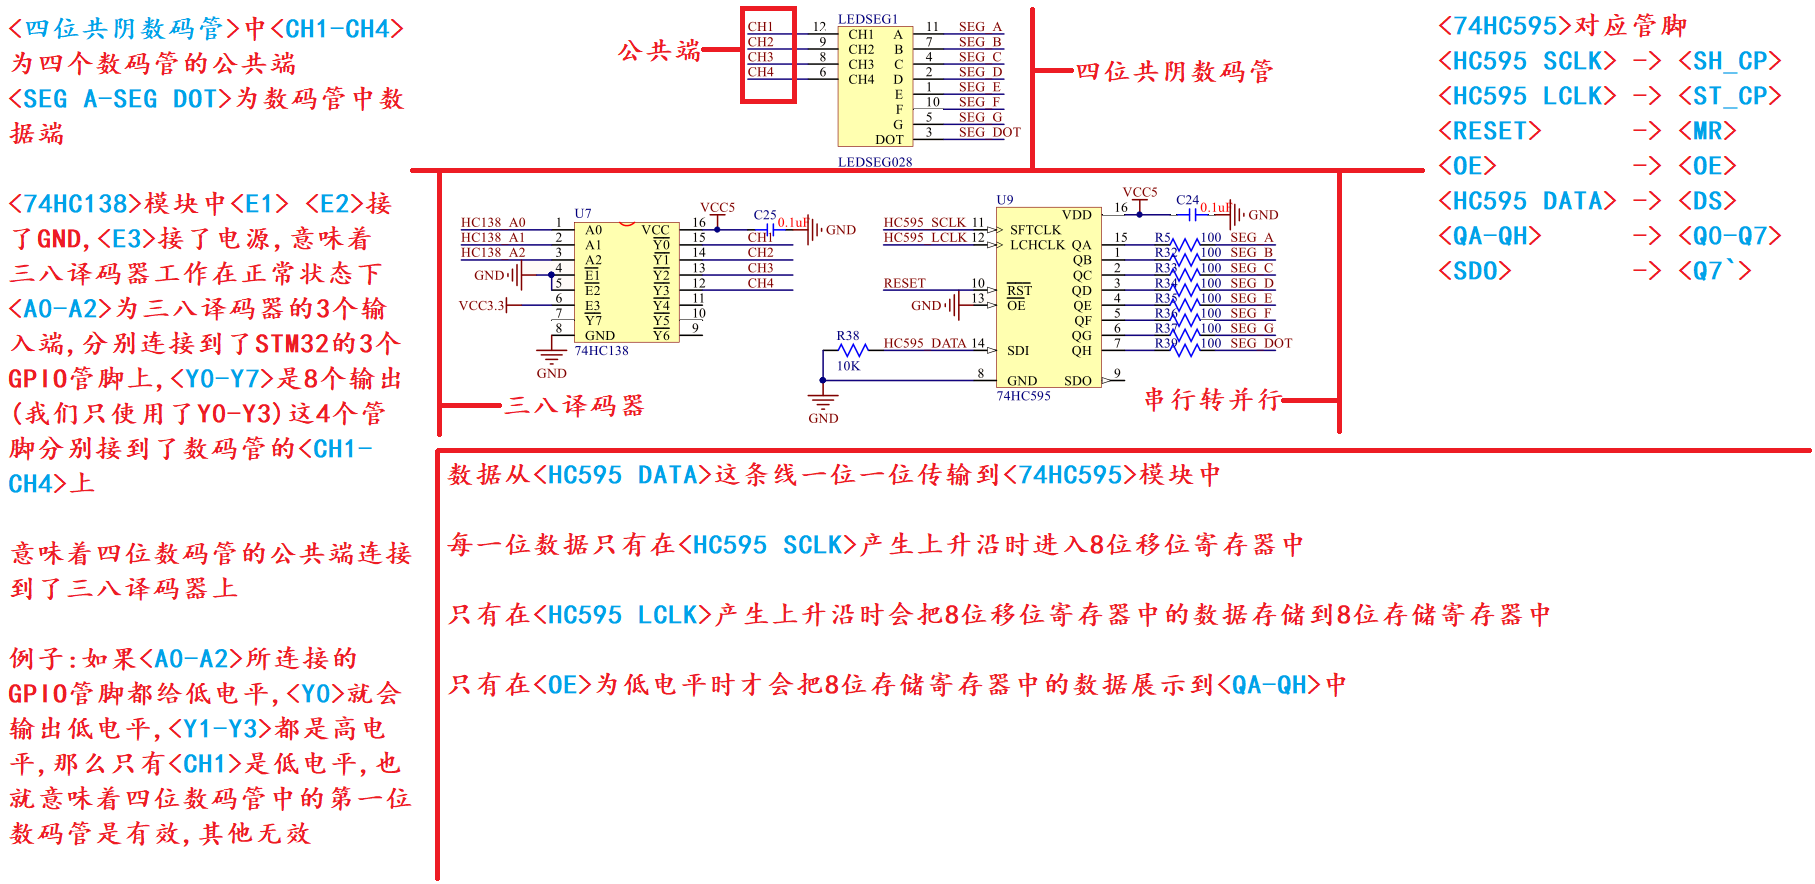 <四位共阴数码管>中<CH1-CH4>
为四个数码管的公共端
<SEG A-SEG DOT>为数码管中数
据端
<74HC138>模块中<E1> <E2>接
了GND,<E3>接了电源,意味着
三八译码器工作在正常状态下
<A0-A2>为三八译码器的3个输
入端,分别连接到了STM32的3个
GPIO管脚上,<Y0-Y7>是8个输出
(我们只使用了Y0-Y3)这4个管
脚分别接到了数码管的<CH1-
CH4>上
意味着四位数码管的公共端连接
到了三八译码器上
例子:如果<A0-A2>所连接的
GPIO管脚都给低电平,<Y0>就会
输出低电平,<Y1-Y3>都是高电
平,那么只有<CH1>是低电平,也
就意味着四位数码管中的第一位
数码管是有效,其他无效
公共端
LEDSEG1
CH1 12 CH1 A 11 SEG A
CH2 9 CH2 B 7 SEG B
CH3 8 CH3 C 4 SEG C
CH4 6 CH4 D 2 SEG D
E 1 SEG E
F 10 SEG F
G 5 SEG G
DOT 3 SEG DOT
LEDSEG028
四位共阴数码管
U7
HC138 A0 1 A0 VCC 16 VCC5 C25 0.1uF GND
HC138 A1 2 A1 Y0 15 CH1
HC138 A2 3 A2 Y1 14 CH2
GND 4 E1 Y2 13 CH3
5 E2 Y3 12 CH4
VCC3.3 6 E3 Y4 11
7 Y7 Y5 10
8 GND Y6 9
74HC138
GND
三八译码器
U9
VDD 16 VCC5 C24 0.1uF GND
HC595 SCLK 11 SFTCLK
HC595 LCLK 12 LCHCLK QA 15 R5 100 SEG A
QB 1 R32 100 SEG B
QC 2 R33 100 SEG C
RESET 10 RST QD 3 R34 100 SEG D
GND 13 OE QE 4 R35 100 SEG E
QF 5 R36 100 SEG F
QG 6 R37 100 SEG G
R38 10K HC595 DATA 14 SDI QH 7 R39 100 SEG DOT
8 GND SDO 9
74HC595
GND
串行转并行
<74HC595>对应管脚
<HC595 SCLK> -> <SH_CP>
<HC595 LCLK> -> <ST_CP>
<RESET> -> <MR>
<OE> -> <OE>
<HC595 DATA> -> <DS>
<QA-QH> -> <Q0-Q7>
<SDO> -> <Q7`>
数据从<HC595 DATA>这条线一位一位传输到<74HC595>模块中
每一位数据只有在<HC595 SCLK>产生上升沿时进入8位移位寄存器中
只有在<HC595 LCLK>产生上升沿时会把8位移位寄存器中的数据存储到8位存储寄存器中
只有在<OE>为低电平时才会把8位存储寄存器中的数据展示到<QA-QH>中